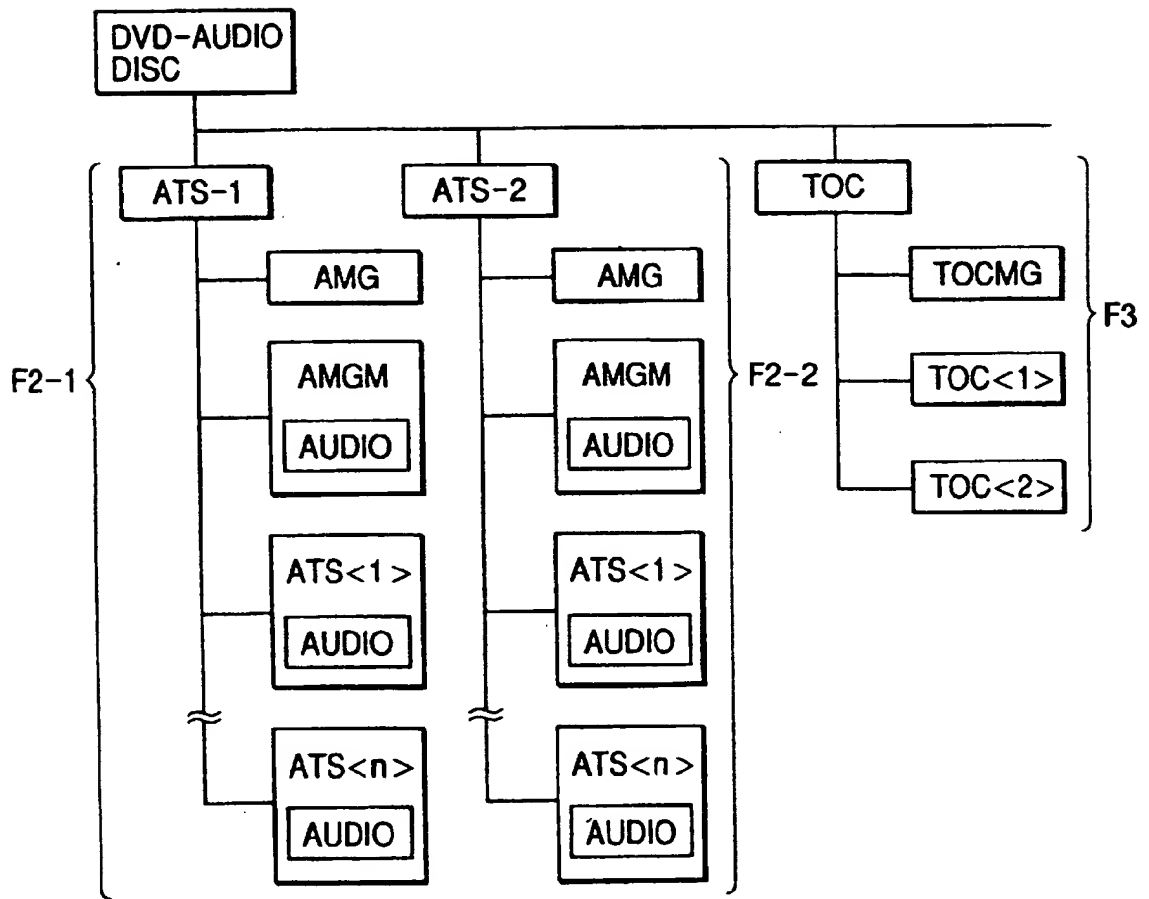 DVD-AUDIO
DISC
ATS-1
ATS-2
TOC
AMG
AMG
TOCMG
F3
F2-1
AMGM
AUDIO
AMGM
AUDIO
F2-2
TOC<1>
TOC<2>
ATS<1>
AUDIO
ATS<1>
AUDIO
ATS<n>
AUDIO
ATS<n>
AUDIO